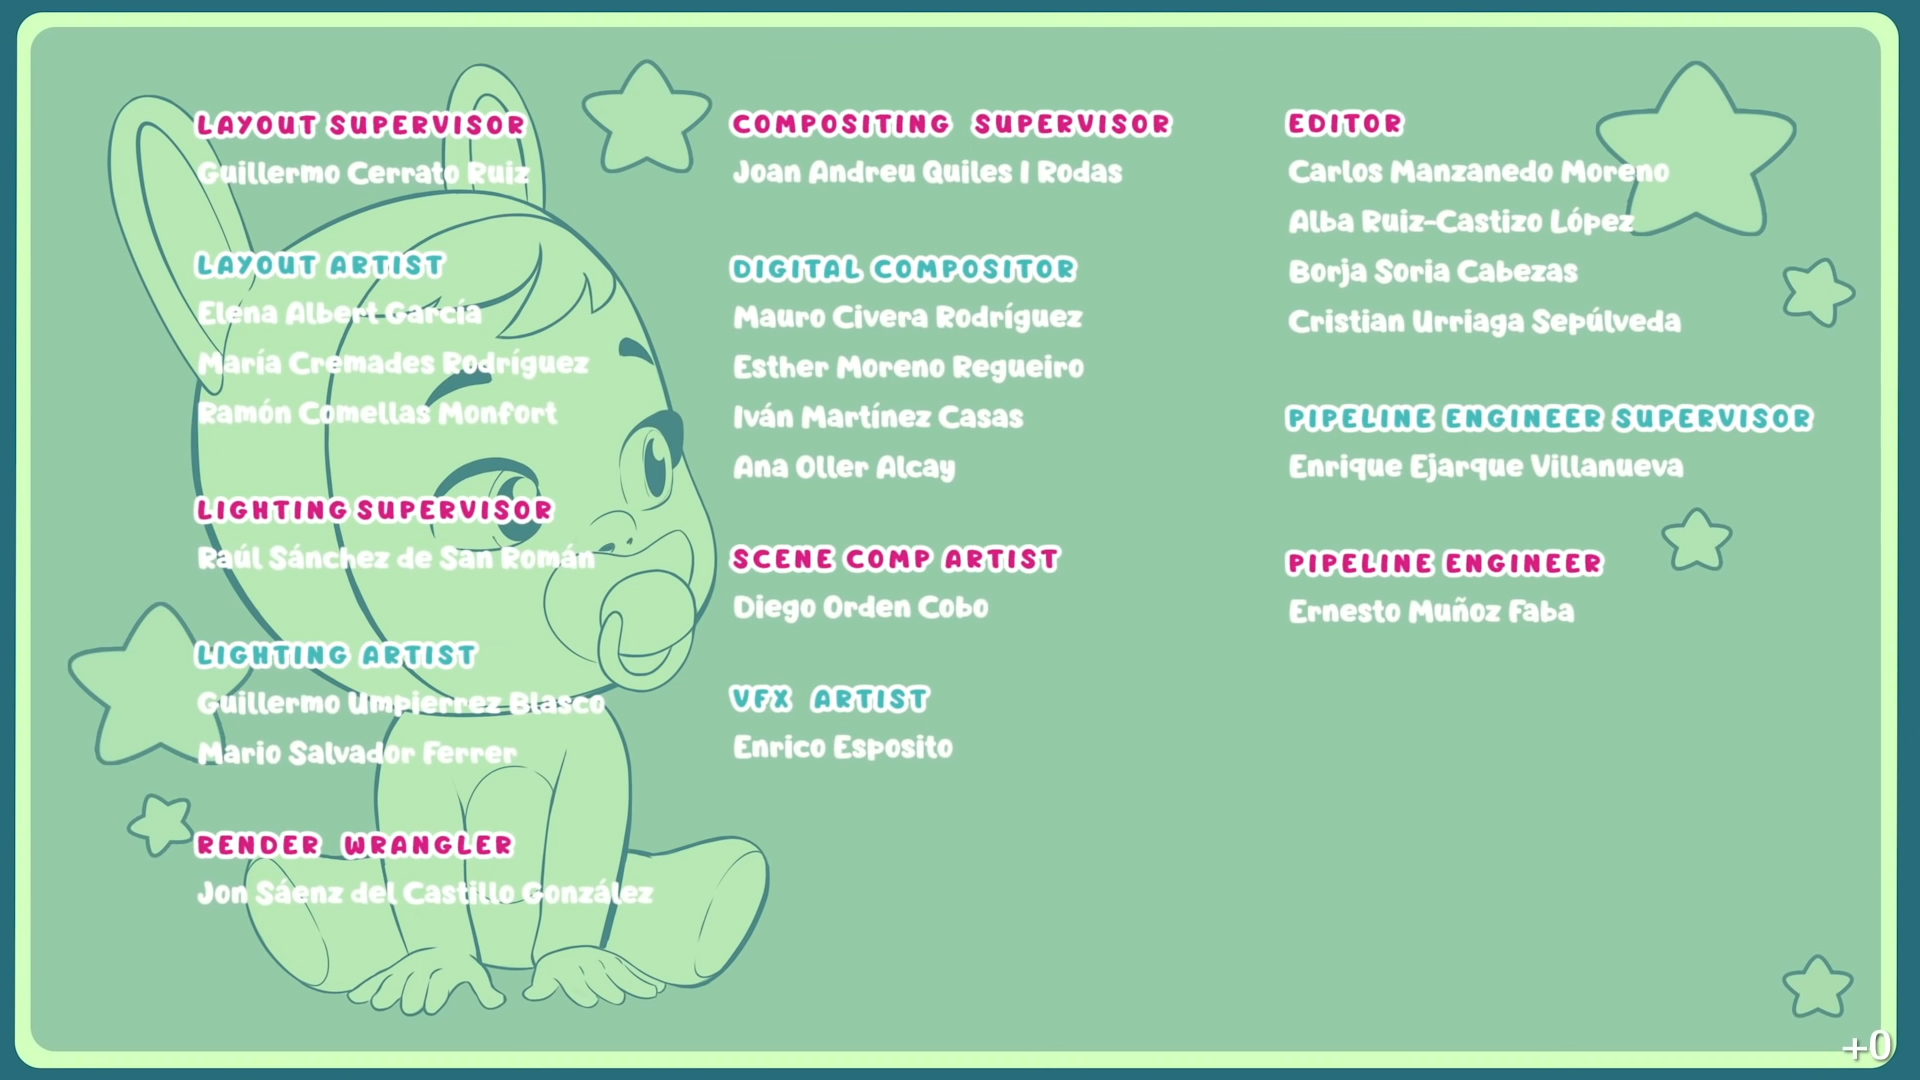 LAYOUT SUPERVISOR
Guillermo Cerrato Ruiz
LAYOUT ARTIST
Elena Albert García
María Cremades Rodríguez
Ramón Comellas Monfort
LIGHTING SUPERVISOR
Raúl Sánchez de San Román
LIGHTING ARTIST
Guillermo Umpierrez Blasco
Mario Salvador Ferrer
RENDER WRANGLER
Jon Sáenz del Castillo González
COMPOSITING SUPERVISOR
Joan Andreu Quiles I Rodas
DIGITAL COMPOSITOR
Mauro Civera Rodríguez
Esther Moreno Regueiro
Iván Martínez Casas
Ana Oller Alcay
SCENE COMP ARTIST
Diego Orden Cobo
VFX ARTIST
Enrico Esposito
EDITOR
Carlos Manzanedo Moreno
Alba Ruiz-Castizo López
Borja Soria Cabezas
Cristian Urriaga Sepúlveda
PIPELINE ENGINEER SUPERVISOR
Enrique Ejarque Villanueva
PIPELINE ENGINEER
Ernesto Muñoz Faba
+0